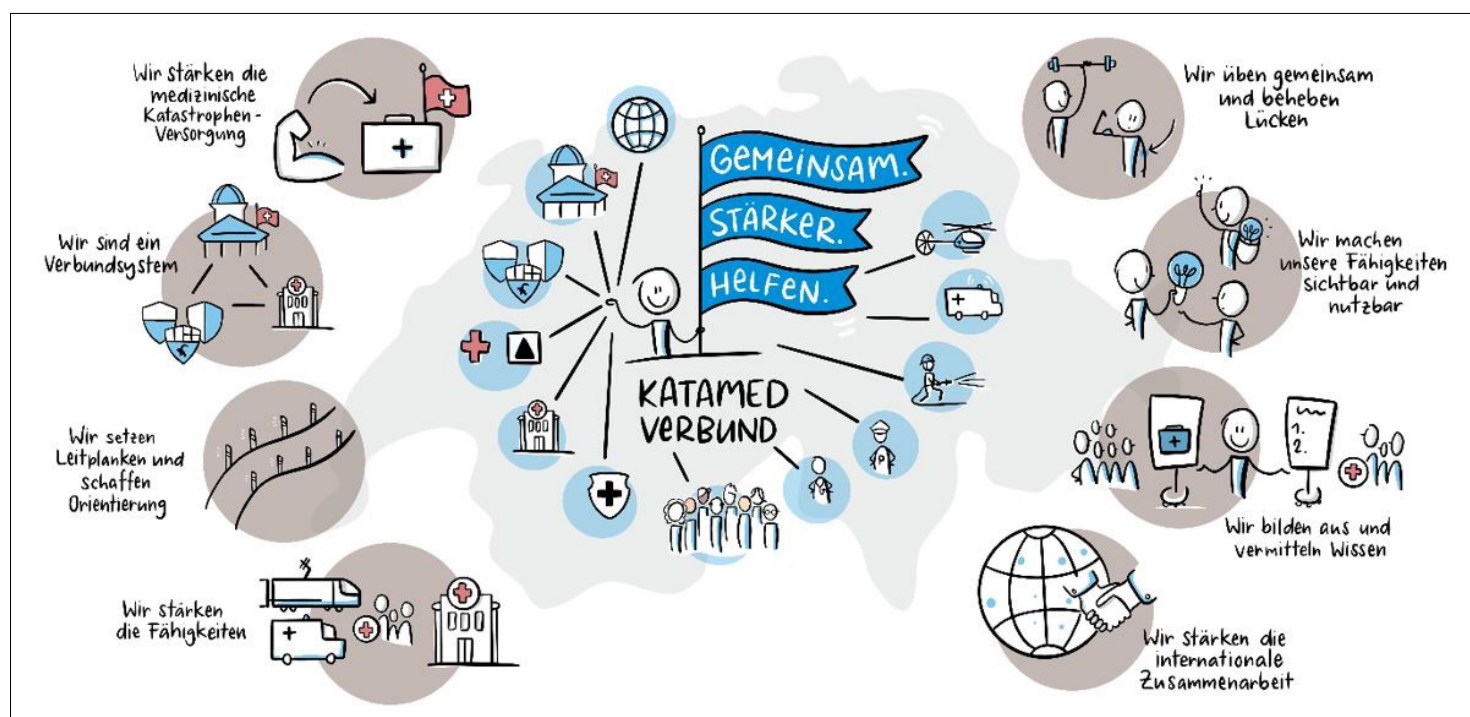 Wir stärken die
medizinische
Katastrophen-
Versorgung
Wir sind ein
Verbundsystem
Wir setzen
Leitplanken und
schaffen
Orientierung
Wir stärken
die Fähigkeiten
GEMEINSAM.
STÄRKER.
HELFEN.
KATAMED
VERBUND
P
Wir üben gemeinsam
und beheben
Lücken
Wir machen
unsere Fähigkeiten
sichtbar und
nutzbar
1.
2.
Wir bilden aus und
vermitteln Wissen
Wir stärken die
internationale
Zusammenarbeit